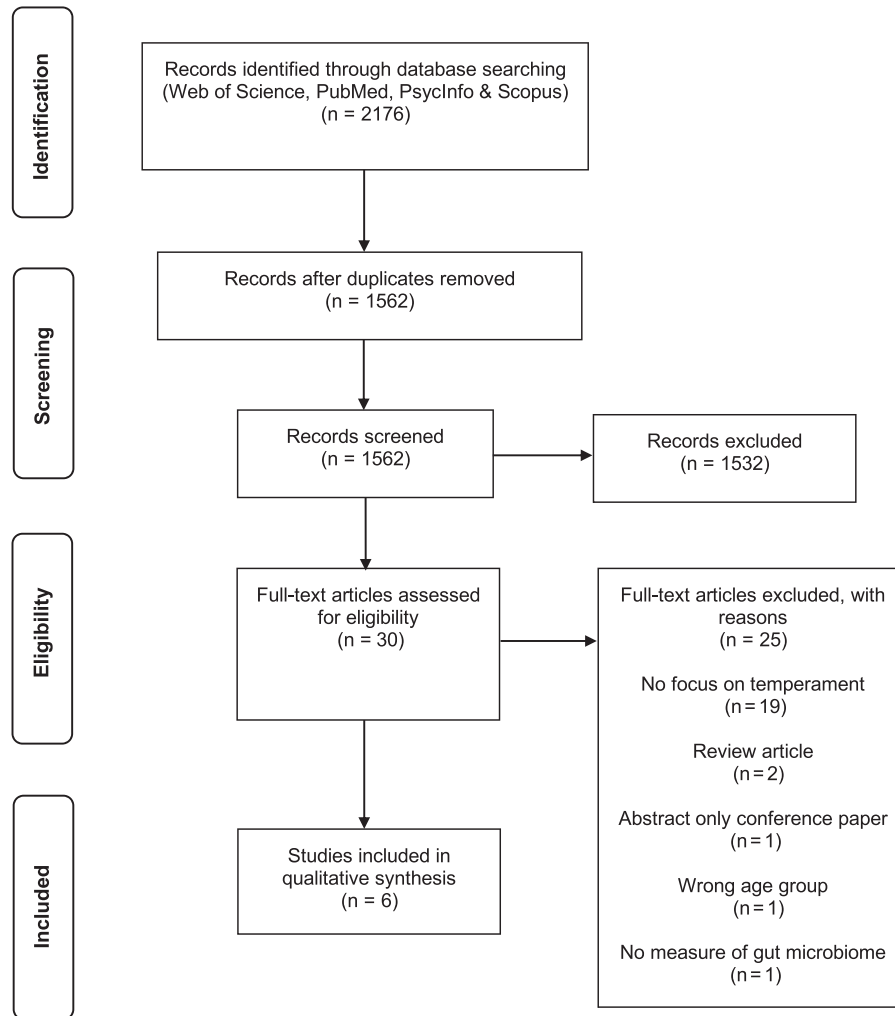 Identification
Records identified through database searching
(Web of Science, PubMed, PsycInfo & Scopus)
(n = 2176)
Screening
Records after duplicates removed
(n = 1562)
Records screened
(n = 1562)
Records excluded
(n = 1532)
Eligibility
Full-text articles assessed
for eligibility
(n = 30)
Full-text articles excluded, with
reasons
(n = 25)
No focus on temperament
(n = 19)
Review article
(n = 2)
Abstract only conference paper
(n = 1)
Wrong age group
(n = 1)
No measure of gut microbiome
(n = 1)
Included
Studies included in
qualitative synthesis
(n = 6)